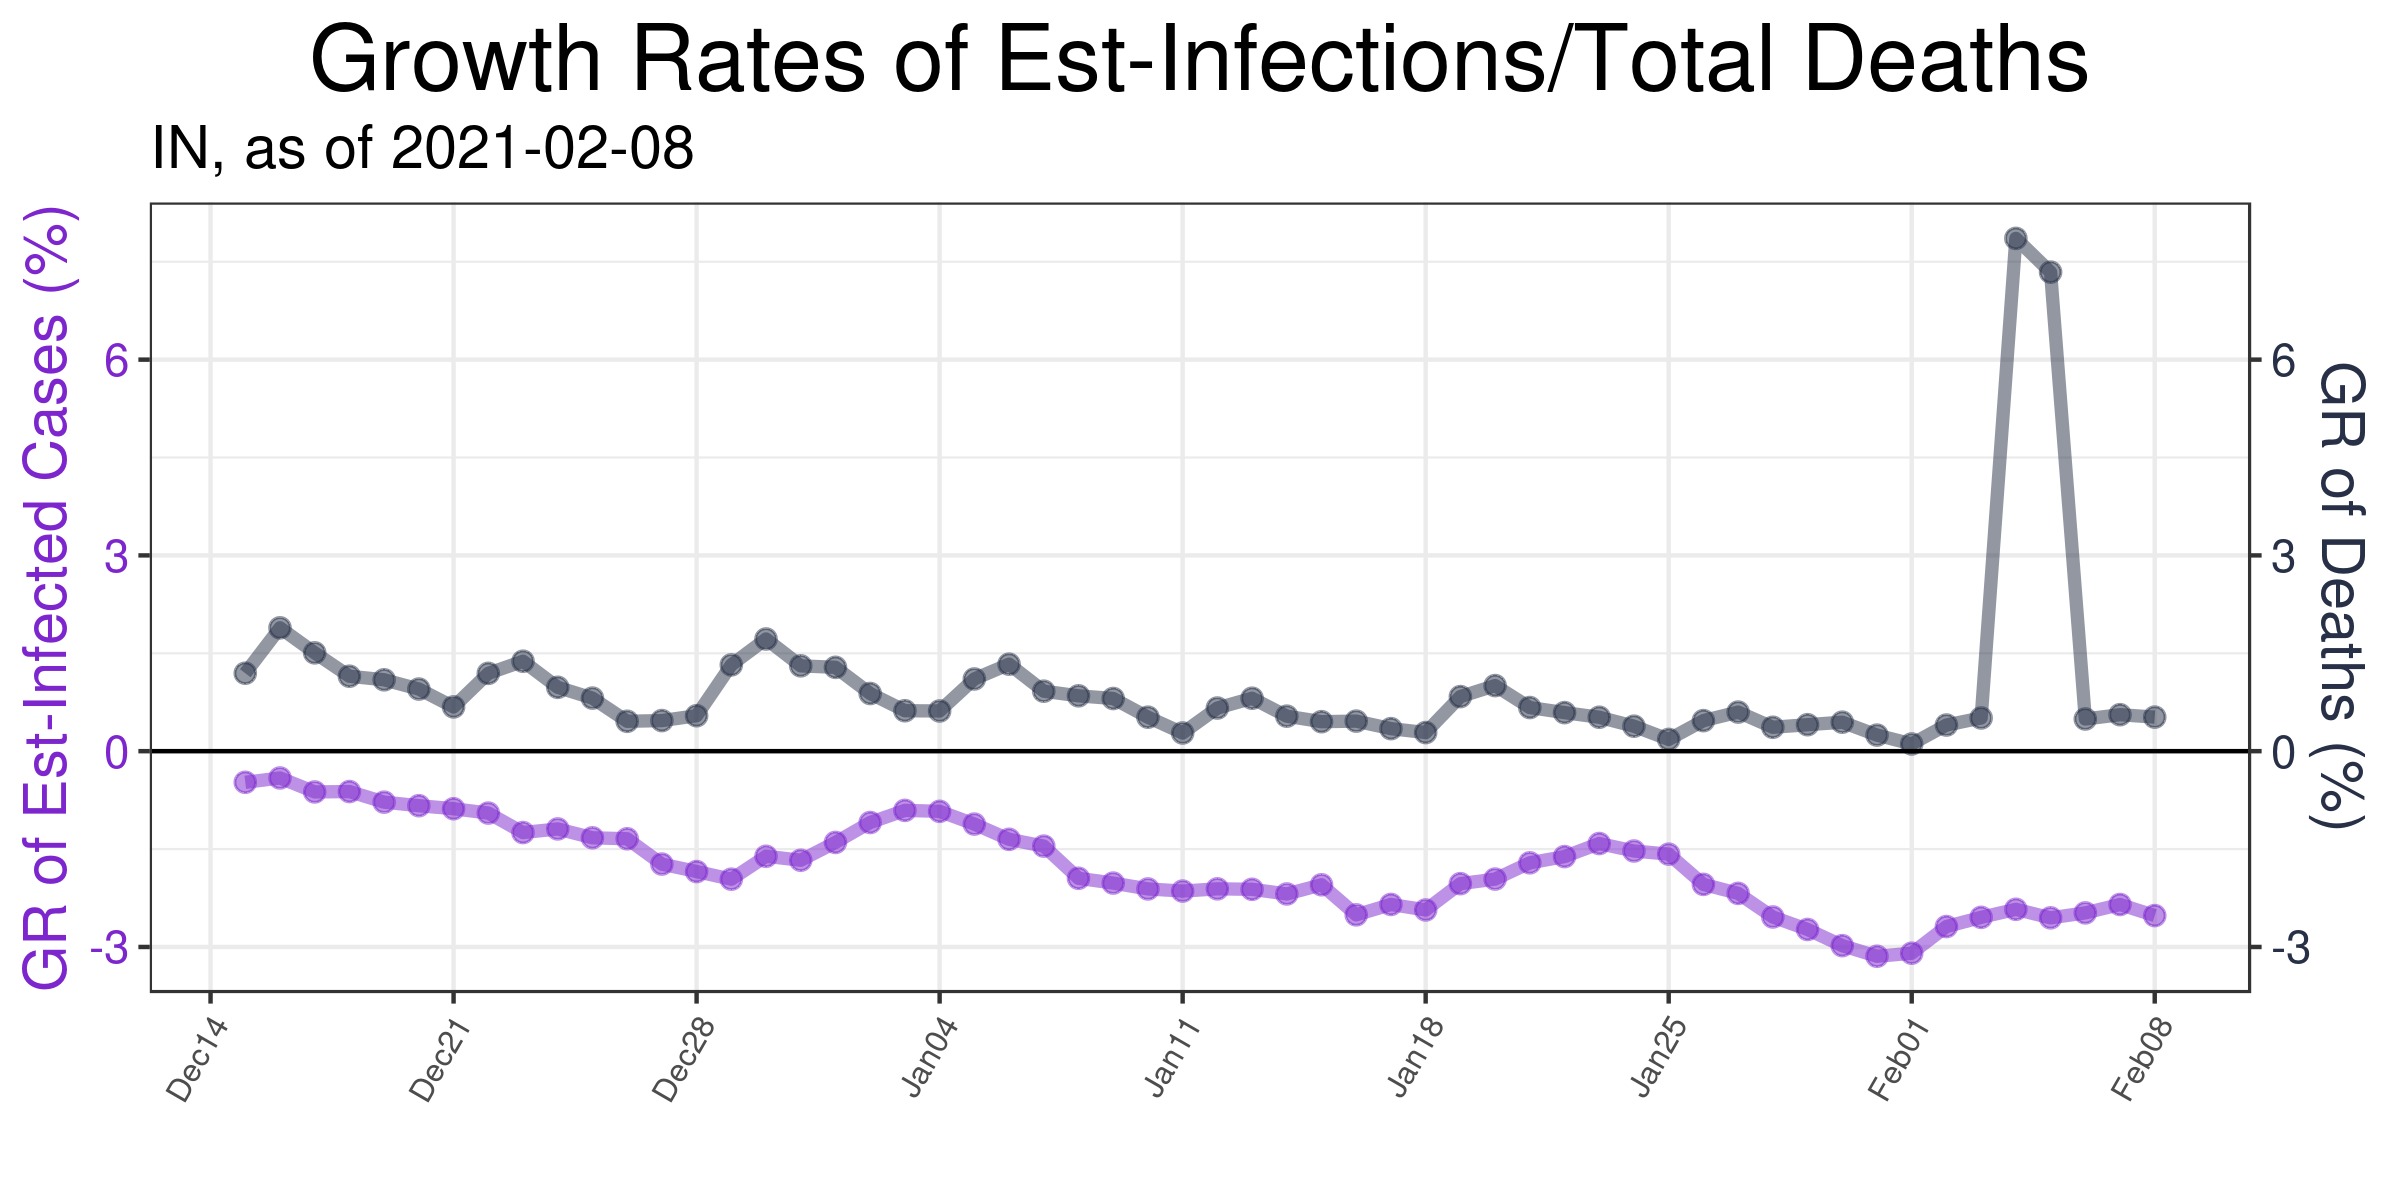 Growth Rates of Est-Infections/Total Deaths
IN, as of 2021-02-08
GR of Est-Infected Cases (%)
6
3
0
-3
6
3
0
-3
GR of Deaths (%)
Dec14
Dec21
Dec28
Jan04
Jan11
Jan18
Jan25
Feb01
Feb08